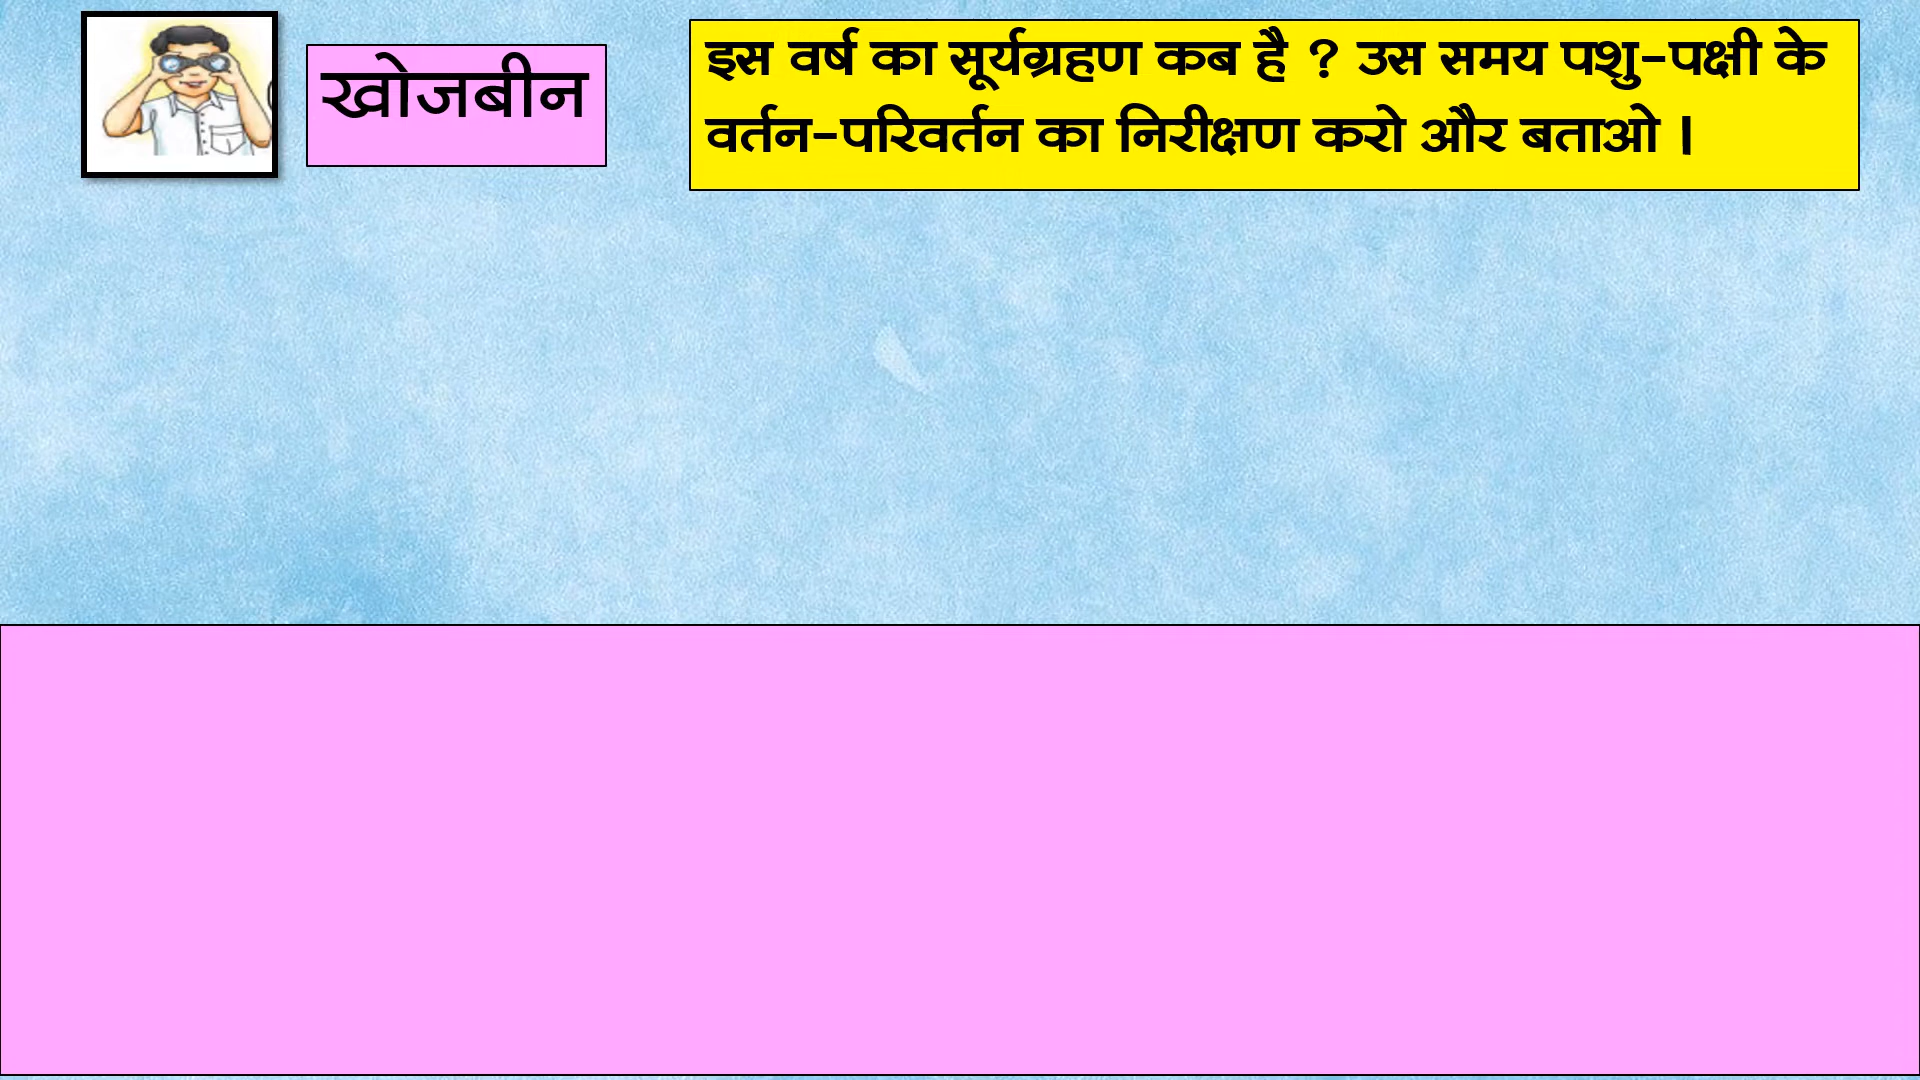 खोजबीन
इस वर्ष का सूर्यग्रहण कब है ? उस समय पशु-पक्षी के
वर्तन-परिवर्तन का निरीक्षण करो और बताओ ।